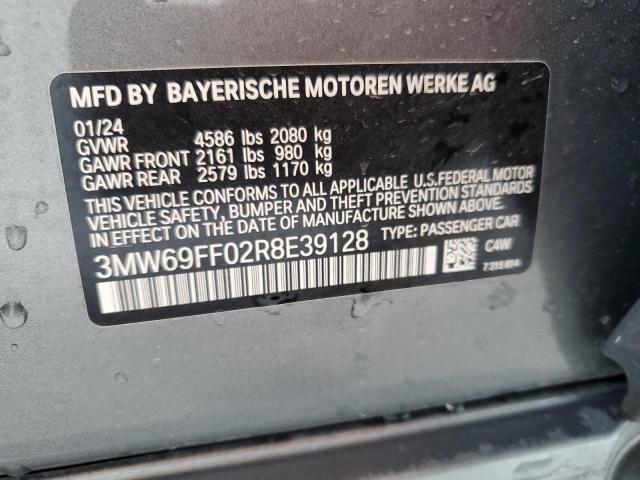 MFD BY BAYERISCHE MOTOREN WERKE AG
01/24
GVWR 4586 lbs 2080 kg
GAWR FRONT 2161 lbs 980 kg
GAWR REAR 2579 lbs 1170 kg
THIS VEHICLE CONFORMS TO ALL APPLICABLE U.S.FEDERAL MOTOR
VEHICLE SAFETY, BUMPER AND THEFT PREVENTION STANDARDS
IN EFFECT ON THE DATE OF MANUFACTURE SHOWN ABOVE.
3MW69FF02R8E39128 TYPE: PASSENGER CAR
C4W
7315814